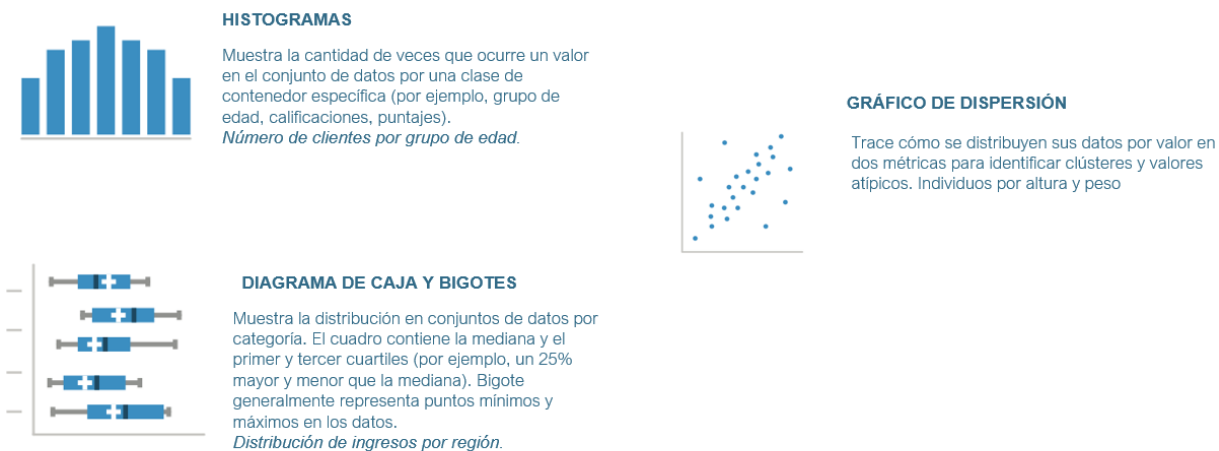 HISTOGRAMAS
Muestra la cantidad de veces que ocurre un valor
en el conjunto de datos por una clase de
contenedor específica (por ejemplo, grupo de
edad, calificaciones, puntajes).
Número de clientes por grupo de edad.
GRÁFICO DE DISPERSIÓN
Trace cómo se distribuyen sus datos por valor en
dos métricas para identificar clústeres y valores
atípicos. Individuos por altura y peso
DIAGRAMA DE CAJA Y BIGOTES
Muestra la distribución en conjuntos de datos por
categoría. El cuadro contiene la mediana y el
primer y tercer cuartiles (por ejemplo, un 25%
mayor y menor que la mediana). Bigote
generalmente representa puntos mínimos y
máximos en los datos.
Distribución de ingresos por región.